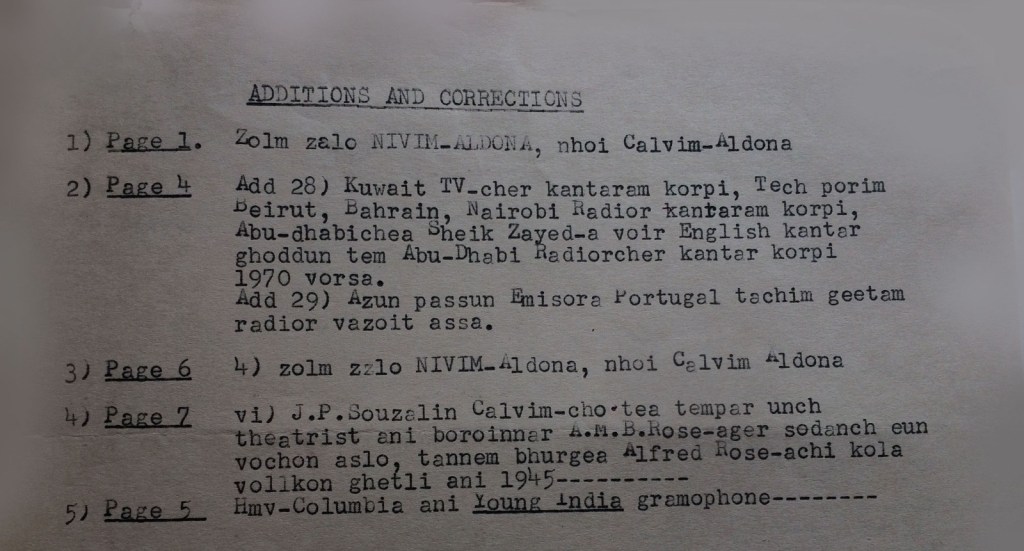 ADDITIONS AND CORRECTIONS
1) Page 1. Zolm zalo NIVIM-ALDONA, nhoi Calvim-Aldona
2) Page 4 Add 28) Kuwait TV-cher kantaram korpi, Tech porim
Beirut, Bahrain, Nairobi Radior kantaram korpi,
Abu-dhabichea Sheik Zayed-a voir English kantar
ghoddun tem Abu-Dhabi Radiorcher kantar korpi
1970 vorsa.
Add 29) Azun passun Emisora Portugal tachim geetam
radior vazoit assa.
3) Page 6 4) zolm zzlo NIVIM-Aldona, nhoi Calvim Aldona
4) Page 7 vi) J.P.Souzalin Calvim-cho.tea tempar unch
theatrist ani boroinnar A.M.B.Rose-ager sodanch eun
vochon aslo, tannem bhurgea Alfred Rose-achi kola
vollkon ghetli ani 1945----------
5) Page 5 Hmv-Columbia ani Young India gramophone--------